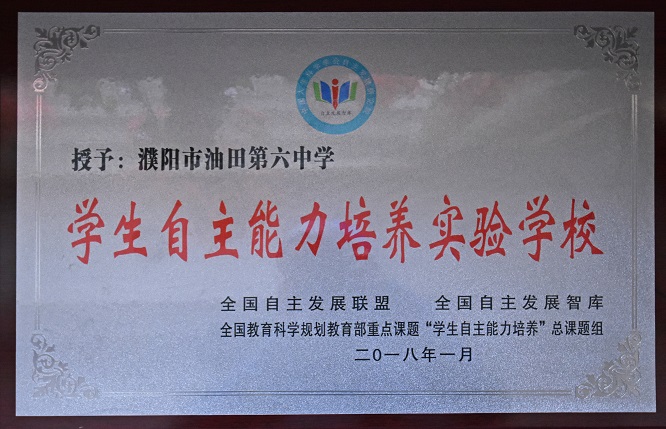 授予：濮阳市油田第六中学
学生自主能力培养实验学校
全国自主发展联盟 全国自主发展智库
全国教育科学规划教育部重点课题“学生自主能力培养”总课题组
二〇一八年一月